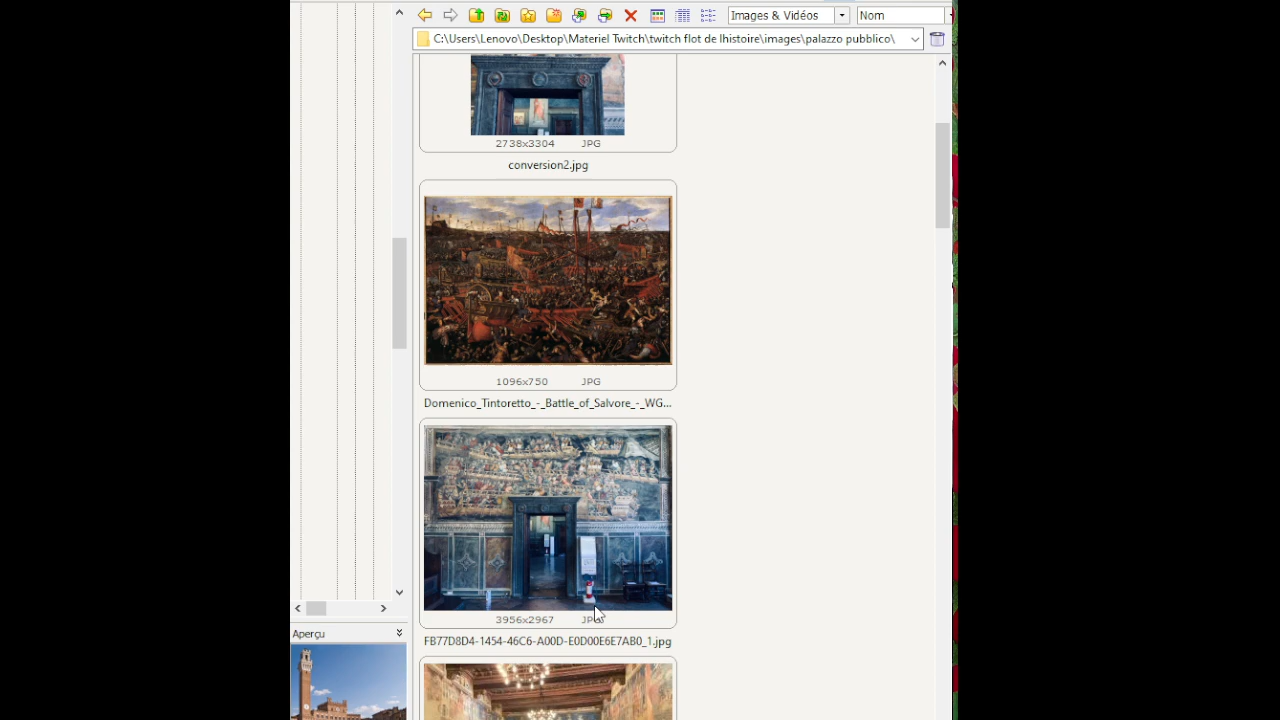 Images & Vidéos
Nom
C:\Users\Lenovo\Desktop\Materiel Twitch\twitch flot de lhistoire\images\palazzo pubblico\
2738x3304 JPG
conversion2.jpg
1096x750 JPG
Domenico_Tintoretto_-_Battle_of_Salvore_-_WG...
3956x2967 JPG
FB77D8D4-1454-46C6-A00D-E0D00E6E7AB0_1.jpg
Aperçu